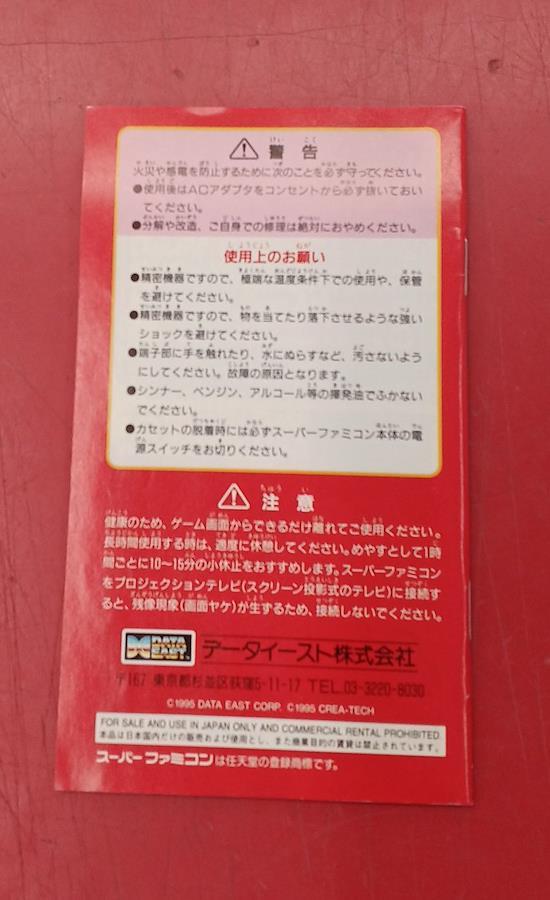 ⚠ 警告
火災や感電を防止するために次のことを必ず守ってください。
●使用後はACアダプタをコンセントから必ず抜いておい
てください。
●分解や改造、ご自身での修理は絶対におやめください。
使用上のお願い
●精密機器ですので、極端な温度条件下での使用や、保管
を避けてください。
●精密機器ですので、物を当てたり落下させるような強い
ショックを避けてください。
●端子部に手を触れたり、水にぬらすなど、汚さないよう
にしてください。故障の原因となります。
●シンナー、ベンジン、アルコール等の揮発油でふかない
でください。
●カセットの脱着時には必ずスーパーファミコン本体の電
源スイッチをお切りください。
⚠ 注意
健康のため、ゲーム画面からできるだけ離れてご使用ください。
長時間使用する時は、適度に休憩してください。めやすとして1時
間ごとに10~15分の小休止をおすすめします。スーパーファミコン
をプロジェクションテレビ(スクリーン投影式のテレビ)に接続す
ると、残像現象(画面ヤケ)が生ずるため、接続しないでください。
DATA EAST データイースト株式会社
〒167 東京都杉並区荻窪5-11-17 TEL.03-3220-8030
©1995 DATA EAST CORP. ©1995 CREA-TECH
FOR SALE AND USE IN JAPAN ONLY AND COMMERCIAL RENTAL PROHIBITED.
本品は日本国内だけの販売および使用とし、また商業目的の賃貸は禁止されています。
スーパーファミコンは任天堂の登録商標です。